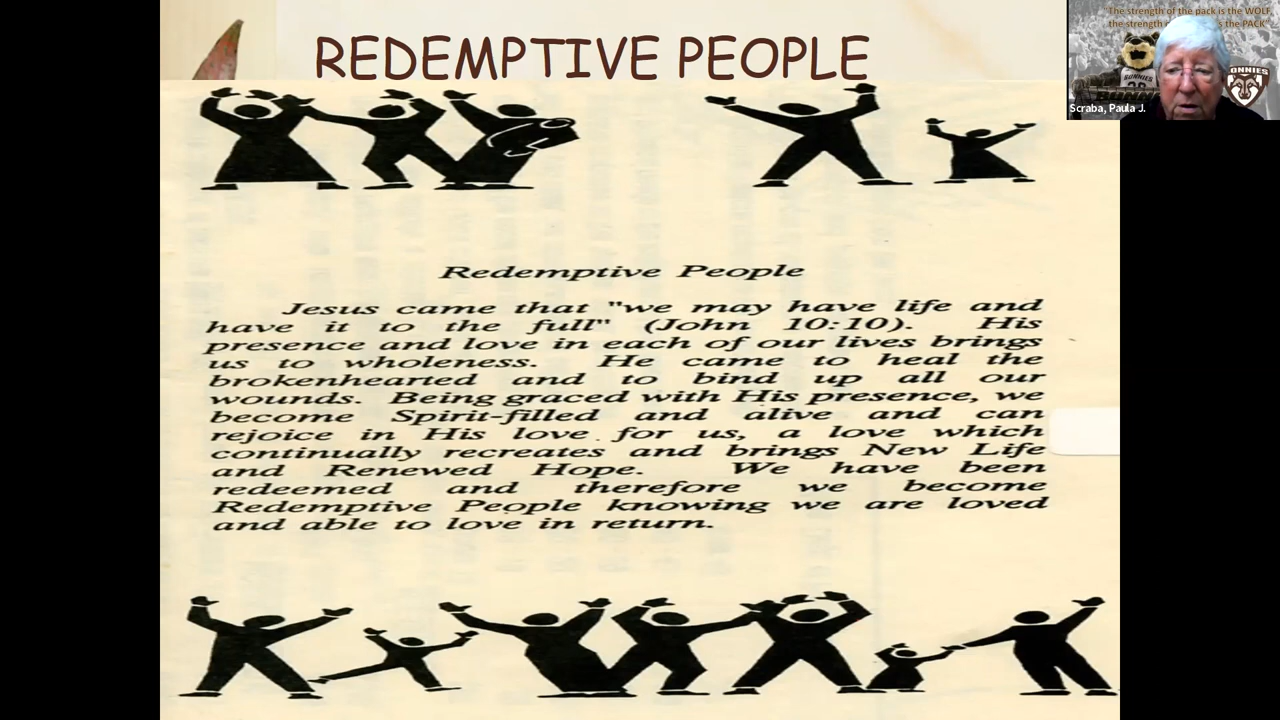 REDEMPTIVE PEOPLE
"The strength of the pack is the WOLF,
the strength
s the PACK"
BONNIES
ONNIES
Scraba, Paula J.
Redemptive People
Jesus came that "we may have life and
have it to the full" (John 10:10). His
presence and love in each of our lives brings
us to wholeness. He came to heal the
brokenhearted and to bind up all our
wounds. Being graced with His presence, we
become Spirit-filled and alive and can
rejoice in His love for us, a love which
continually recreates and brings New Life
and Renewed Hope. We have been
redeemed and therefore we become
Redemptive People knowing we are loved
and able to love in return.